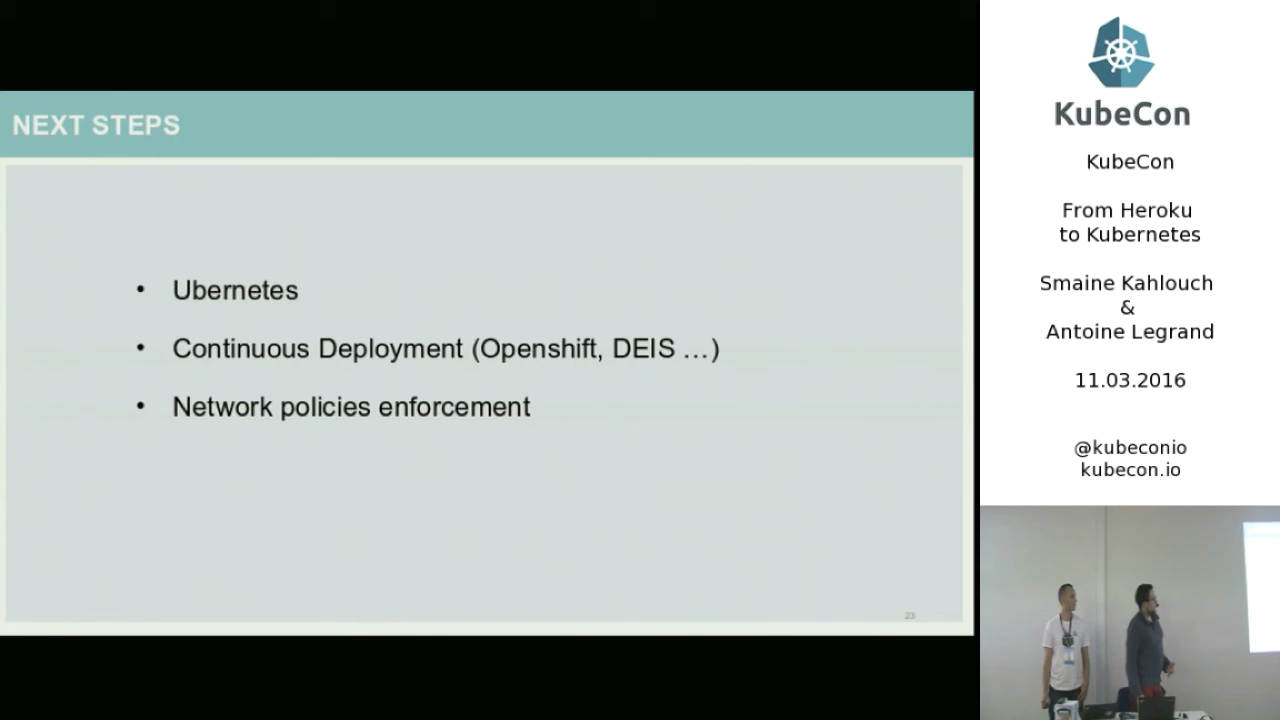 NEXT STEPS
• Ubernetes
• Continuous Deployment (Openshift, DEIS ...)
• Network policies enforcement
23
KubeCon
KubeCon
From Heroku
to Kubernetes
Smaine Kahlouch
&
Antoine Legrand
11.03.2016
@kubeconio
kubecon.io